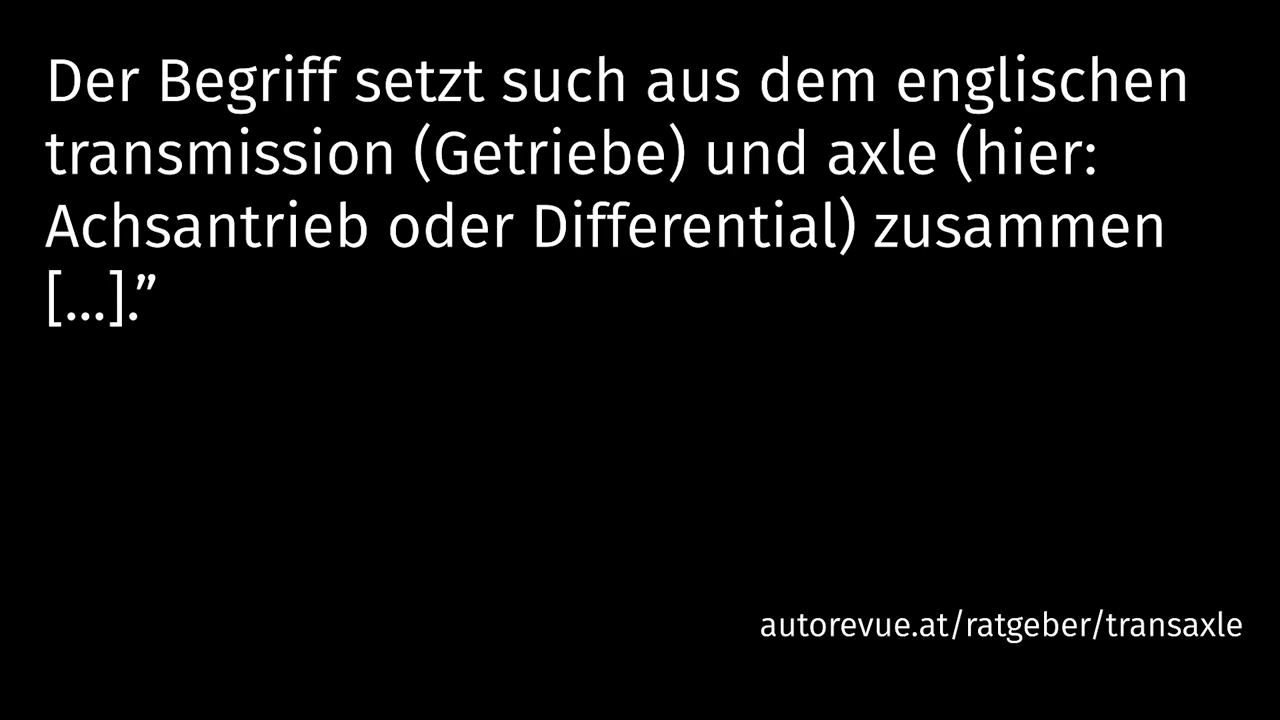 Der Begriff setzt such aus dem englischen
transmission (Getriebe) und axle (hier:
Achsantrieb oder Differential) zusammen
[...].”
autorevue.at/ratgeber/transaxle